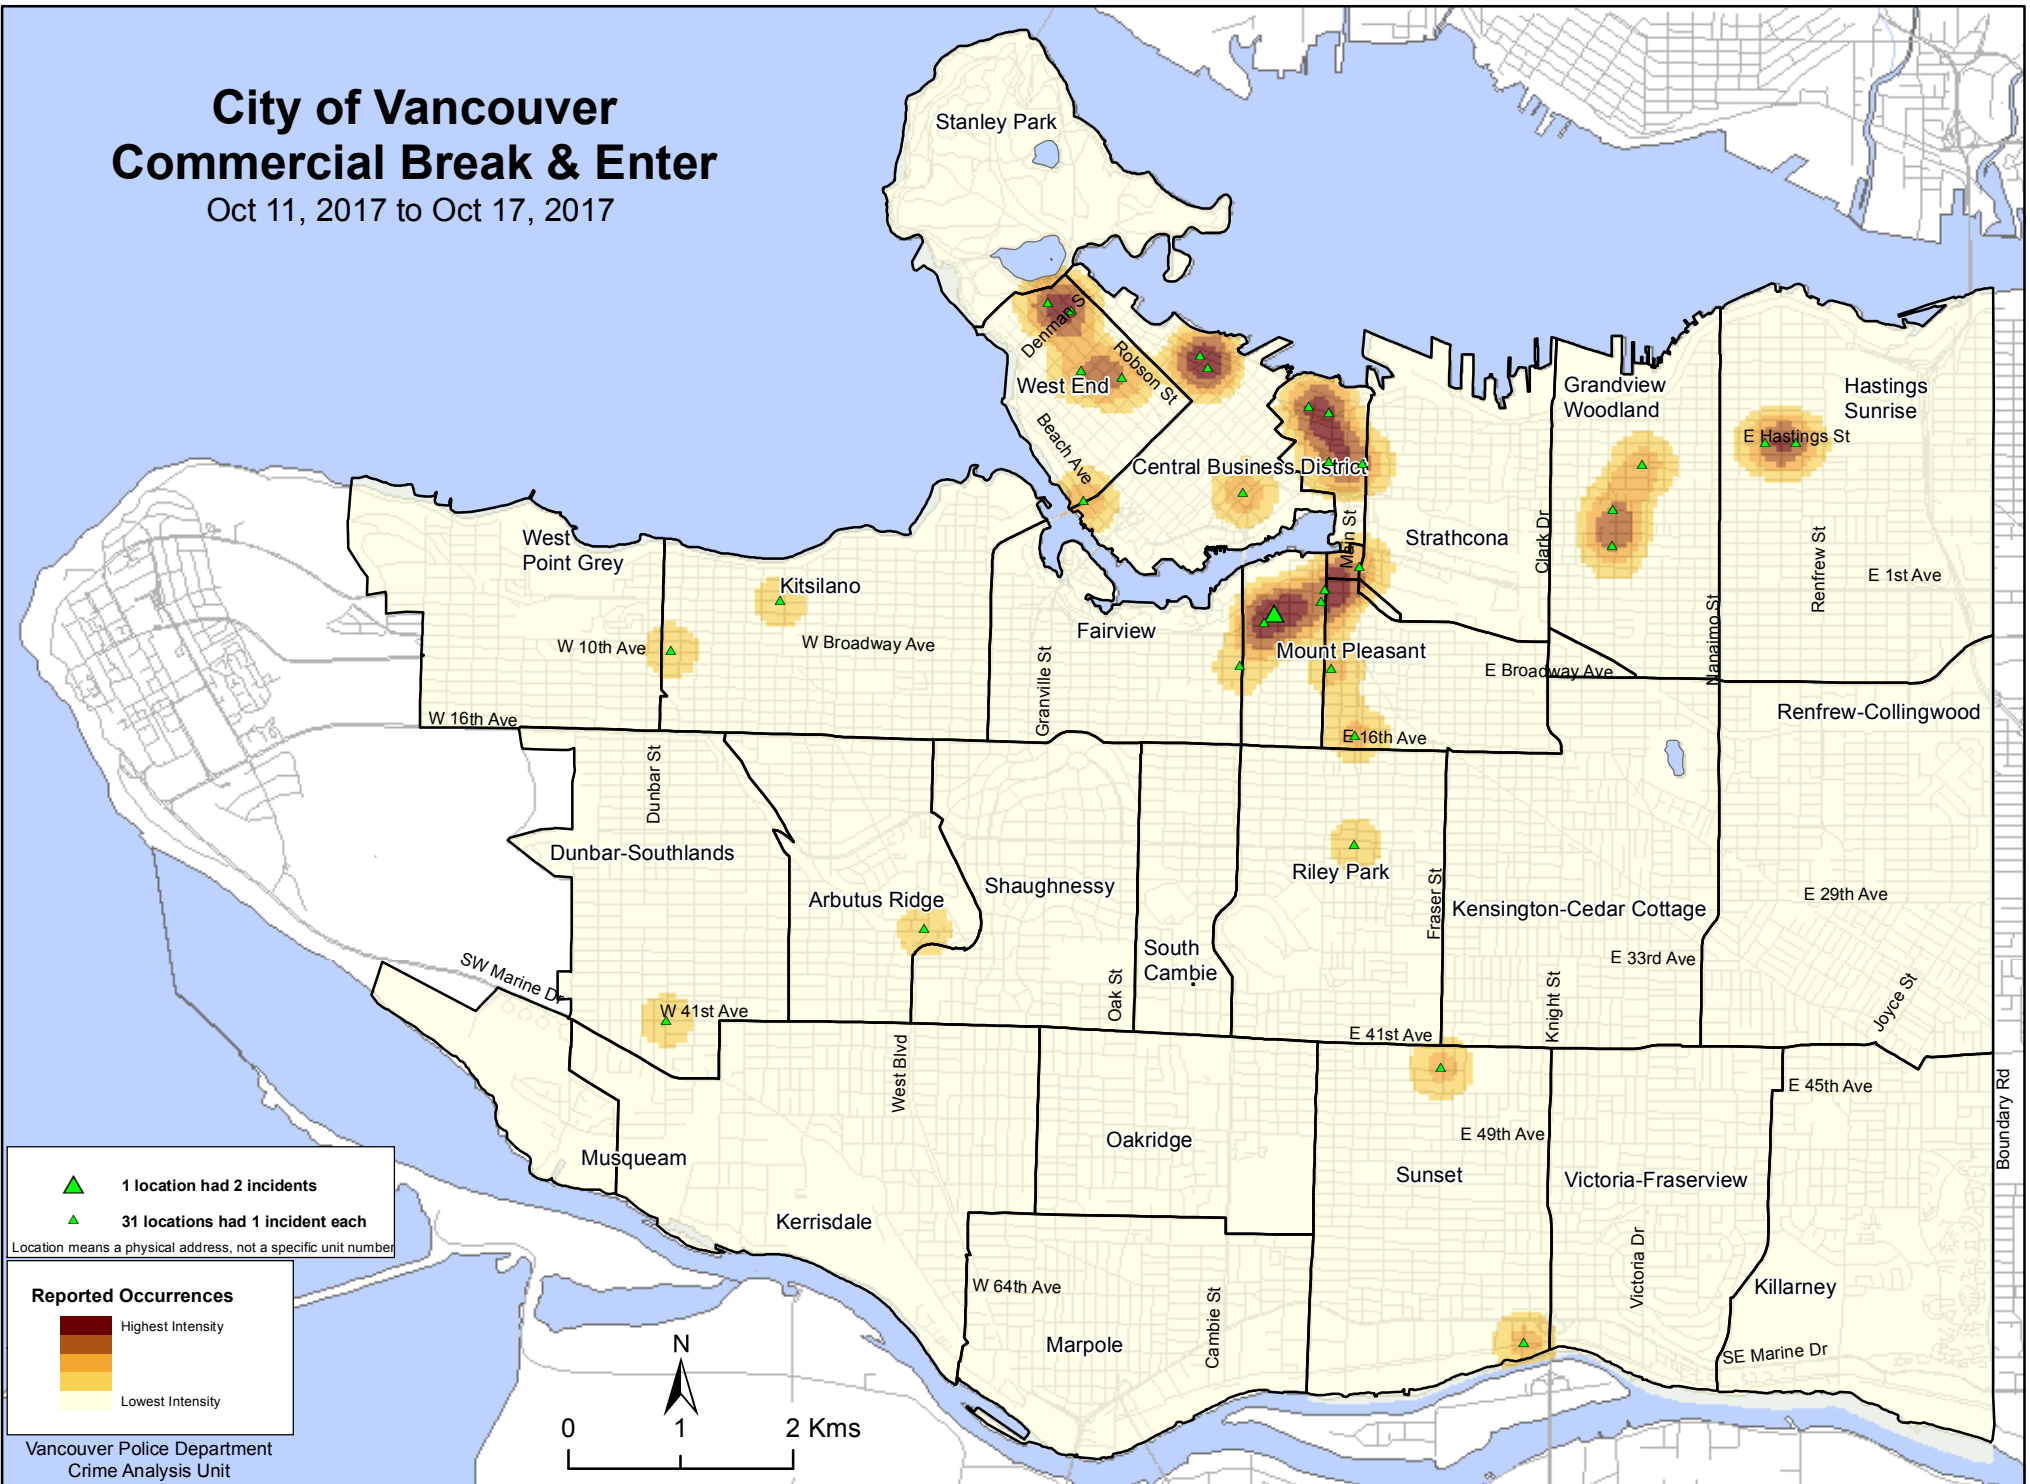 City of Vancouver
Commercial Break & Enter
Oct 11, 2017 to Oct 17, 2017
Stanley Park
Denman S
Robson St
West End
Beach Ave
Central Business District
Main St
Strathcona
Clark Dr
Grandview
Woodland
Hastings
Sunrise
E Hastings St
Renfrew St
E 1st Ave
Nanaimo St
West
Point Grey
Kitsilano
W 10th Ave
W Broadway Ave
Fairview
Granville St
Mount Pleasant
E Broadway Ave
W 16th Ave
E 16th Ave
Renfrew-Collingwood
Dunbar St
Dunbar-Southlands
Arbutus Ridge
Shaughnessy
Oak St
South
Cambie
Riley Park
Fraser St
Kensington-Cedar Cottage
E 29th Ave
E 33rd Ave
Knight St
Joyce St
SW Marine Dr
W 41st Ave
E 41st Ave
West Blvd
E 45th Ave
Boundary Rd
E 49th Ave
Oakridge
Musqueam
Sunset
Victoria-Fraserview
Kerrisdale
Victoria Dr
W 64th Ave
Cambie St
Killarney
Marpole
SE Marine Dr
1 location had 2 incidents
31 locations had 1 incident each
Location means a physical address, not a specific unit number
Reported Occurrences
Highest Intensity
Lowest Intensity
Vancouver Police Department
Crime Analysis Unit
N
0 1 2 Kms